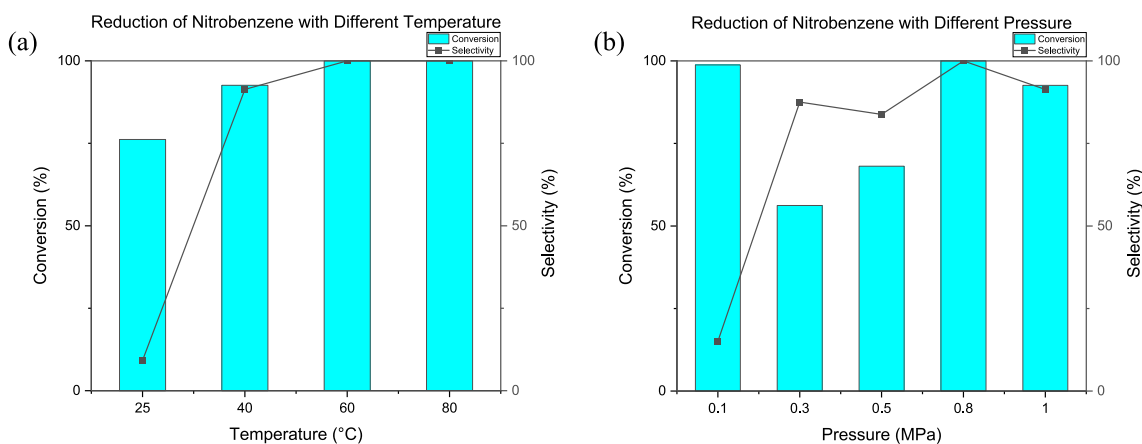 (a)
Reduction of Nitrobenzene with Different Temperature
Conversion
Selectivity
100
50
0
Conversion (%)
100
50
0
Selectivity (%)
25
40
60
80
Temperature (°C)
(b)
Reduction of Nitrobenzene with Different Pressure
Conversion
Selectivity
100
50
0
Conversion (%)
100
50
0
Selectivity (%)
0.1
0.3
0.5
0.8
1
Pressure (MPa)